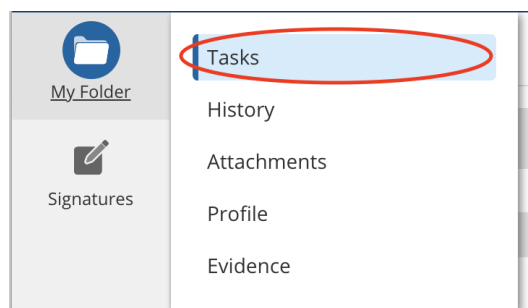 My Folder
Signatures
Tasks
History
Attachments
Profile
Evidence